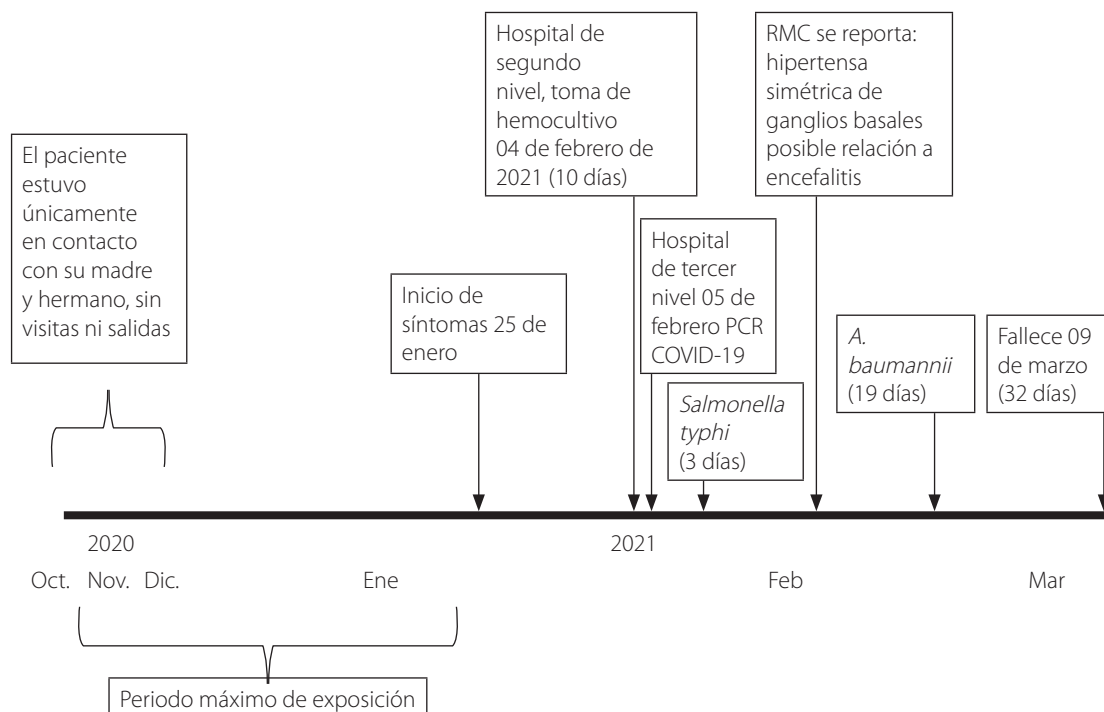 El paciente
estuvo
únicamente
en contacto
con su madre
y hermano, sin
visitas ni salidas
Inicio de
síntomas 25 de
enero
Hospital de
segundo
nivel, toma de
hemocultivo
04 de febrero de
2021 (10 días)
Hospital
de tercer
nivel 05 de
febrero PCR
COVID-19
Salmonella
typhi
(3 días)
RMC se reporta:
hipertensa
simétrica de
ganglios basales
posible relación a
encefalitis
A.
baumannii
(19 días)
Fallece 09
de marzo
(32 días)
2020
2021
Oct. Nov. Dic. Ene Feb Mar
Periodo máximo de exposición